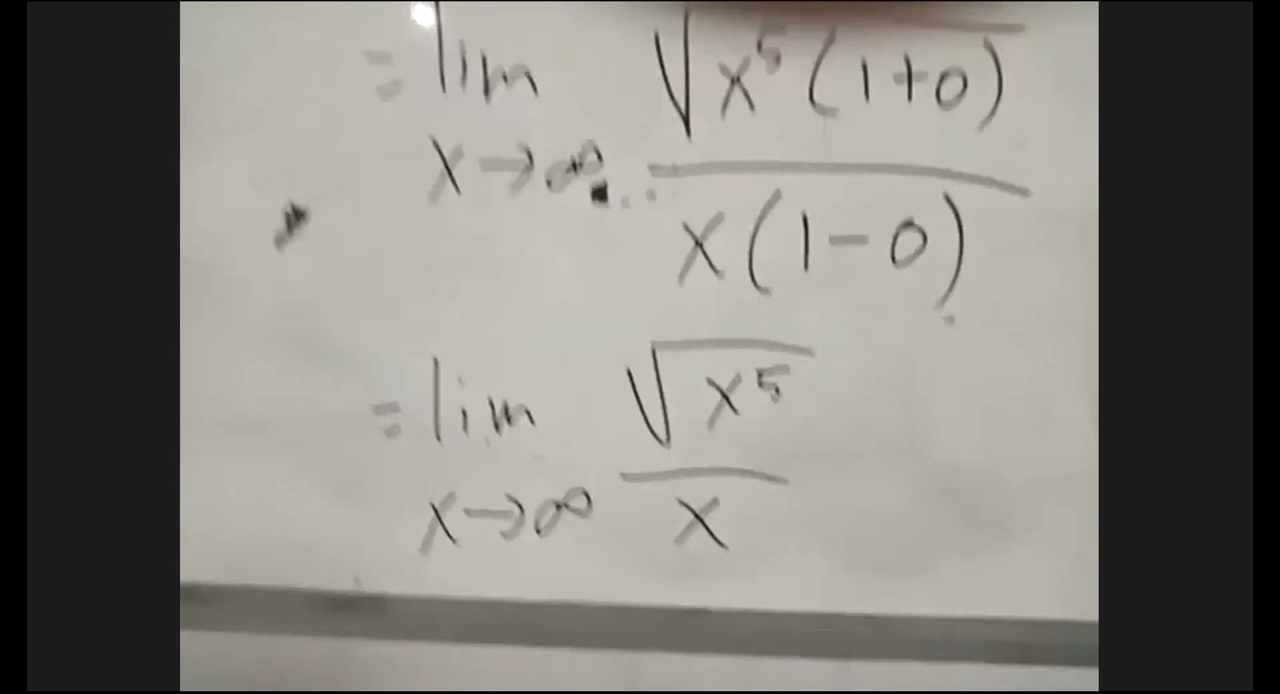 = lim √(x⁵(1+0))
x→∞ x(1-0)
= lim √x⁵
x→∞ x